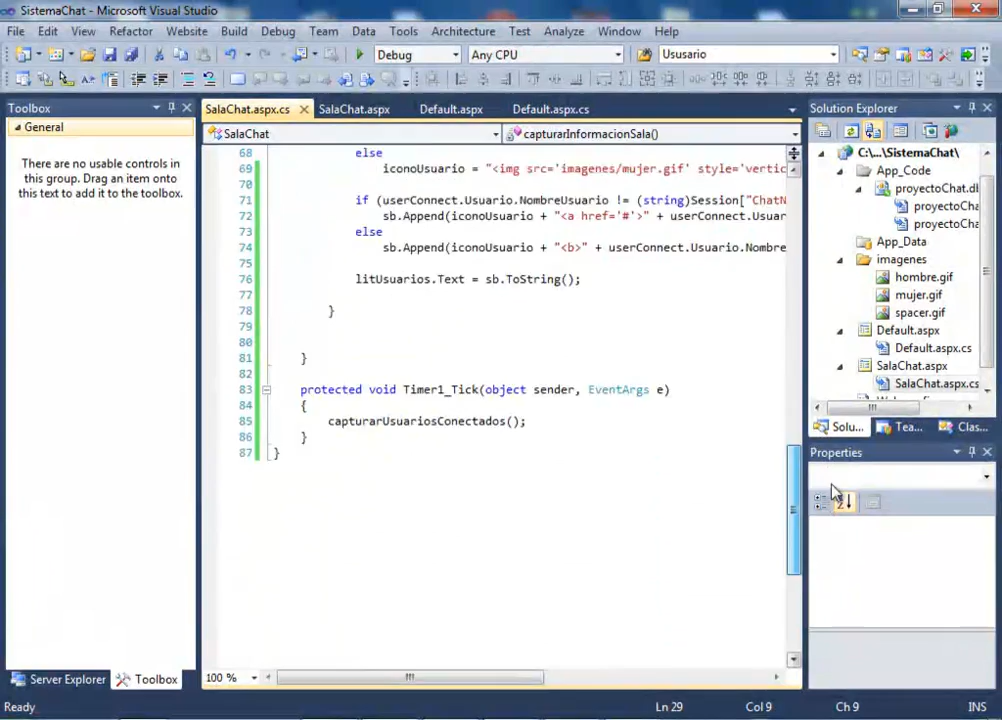 SistemaChat - Microsoft Visual Studio
File Edit View Refactor Website Build Debug Team Data Tools Architecture Test Analyze Window Help
Debug Any CPU Ususario
Toolbox
General
There are no usable controls in this group. Drag an item onto this text to add it to the toolbox.
Server Explorer Toolbox
SalaChat.aspx.cs SalaChat.aspx Default.aspx Default.aspx.cs
SalaChat capturarInformacionSala()
68 else
69 iconoUsuario = "<img src='imagenes/mujer.gif' style='vertic
70
71 if (userConnect.Usuario.NombreUsuario != (string)Session["ChatN
72 sb.Append(iconoUsuario + "<a href='#'>" + userConnect.Usuar
73 else
74 sb.Append(iconoUsuario + "<b>" + userConnect.Usuario.Nombre
75
76 litUsuarios.Text = sb.ToString();
77
78 }
79
80
81 }
82
83 protected void Timer1_Tick(object sender, EventArgs e)
84 {
85 capturarUsuariosConectados();
86 }
87 }
100 %
Solution Explorer
C:\...\SistemaChat\
App_Code
proyectoChat.db
proyectoCha
proyectoCha
App_Data
imagenes
hombre.gif
mujer.gif
spacer.gif
Default.aspx
Default.aspx.cs
SalaChat.aspx
SalaChat.aspx.cs
Solu... Tea... Clas...
Properties
Ready Ln 29 Col 9 Ch 9 INS